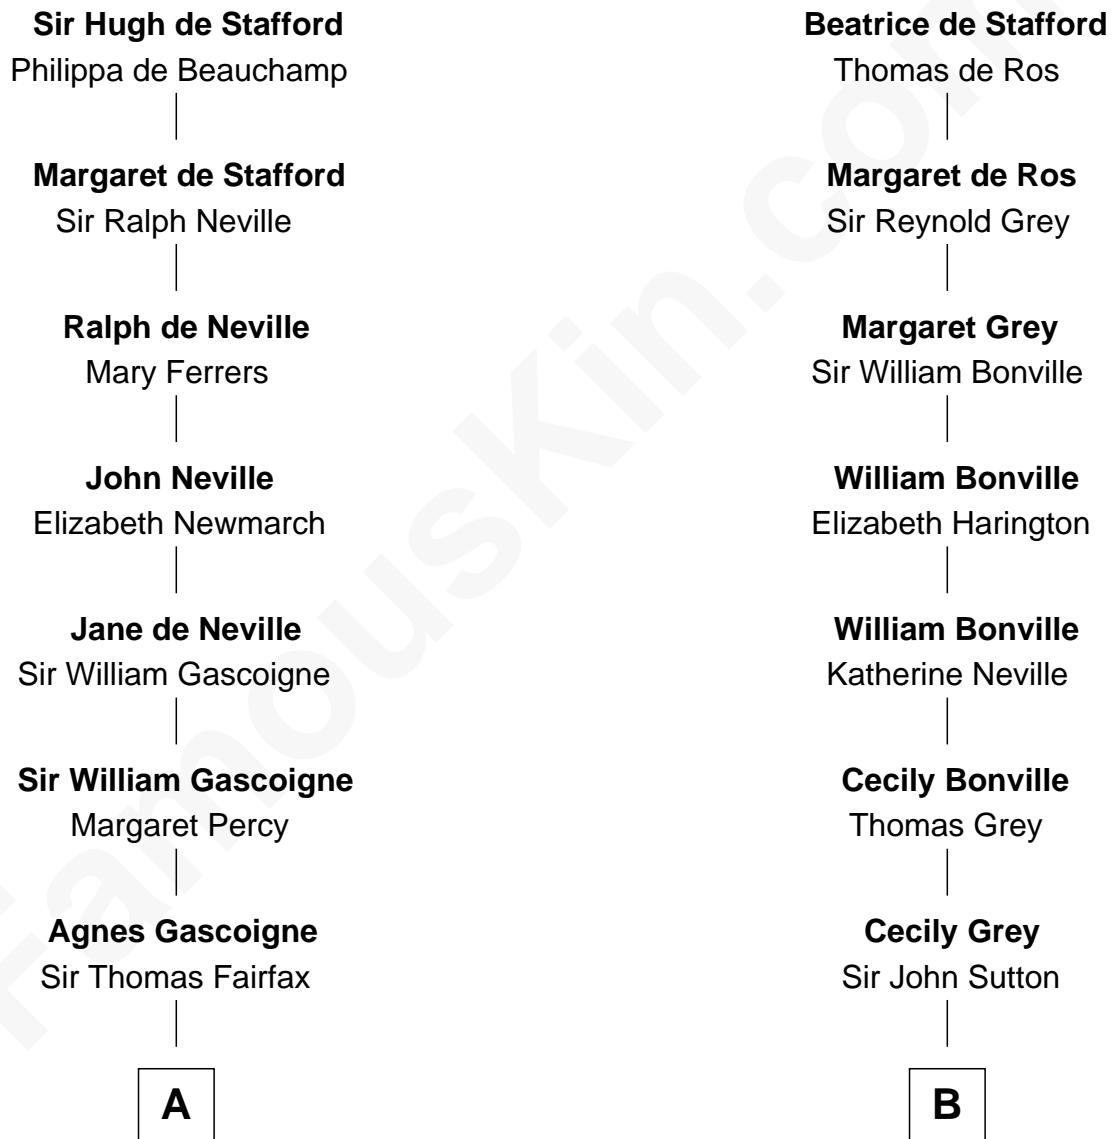 Sir Hugh de Stafford
Philippa de Beauchamp
Margaret de Stafford
Sir Ralph Neville
Ralph de Neville
Mary Ferrers
John Neville
Elizabeth Newmarch
Jane de Neville
Sir William Gascoigne
Sir William Gascoigne
Margaret Percy
Agnes Gascoigne
Sir Thomas Fairfax
A
Beatrice de Stafford
Thomas de Ros
Margaret de Ros
Sir Reynold Grey
Margaret Grey
Sir William Bonville
William Bonville
Elizabeth Harington
William Bonville
Katherine Neville
Cecily Bonville
Thomas Grey
Cecily Grey
Sir John Sutton
B
FamousKin.com